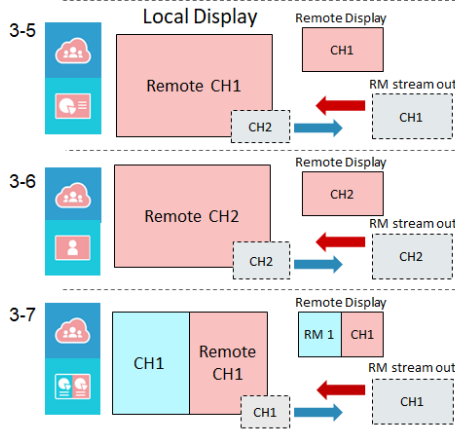 Local Display
3-5
Remote Display
CH1
Remote CH1
RM stream out
CH2
CH1
3-6
Remote Display
CH2
Remote CH2
RM stream out
CH2
CH2
3-7
Remote Display
RM 1
CH1
CH1
Remote
CH1
RM stream out
CH1
CH1